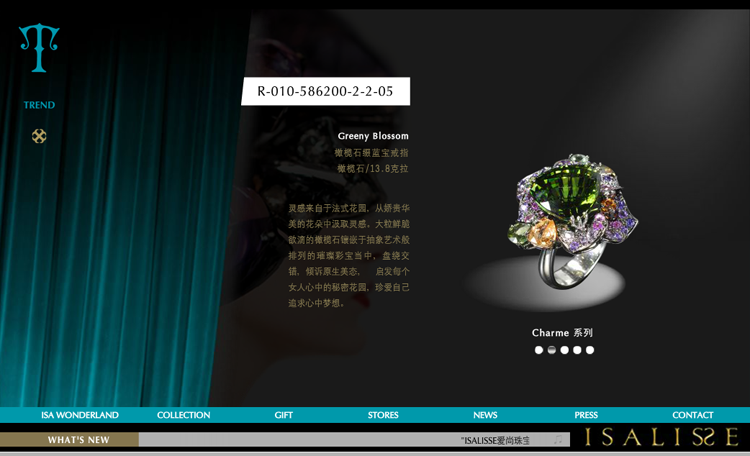 TREND
R-010-586200-2-2-05
Greeny Blossom
橄榄石银蓝宝戒指
橄榄石/13.8克拉
灵感来自于法式花园。从娇贵华
美的花朵中汲取灵感。大粒鲜脆
欲滴的橄榄石镶嵌于抽象艺术般
排列的璀璨彩宝当中。盘绕交
错，倾诉原生美态， 启发每个
女人心中的秘密花园，珍爱自己
追求心中梦想。
Charme 系列
ISA WONDERLAND COLLECTION GIFT STORES NEWS PRESS CONTACT
WHAT'S NEW "ISALISSE爱尚珠宝 ISALISSE